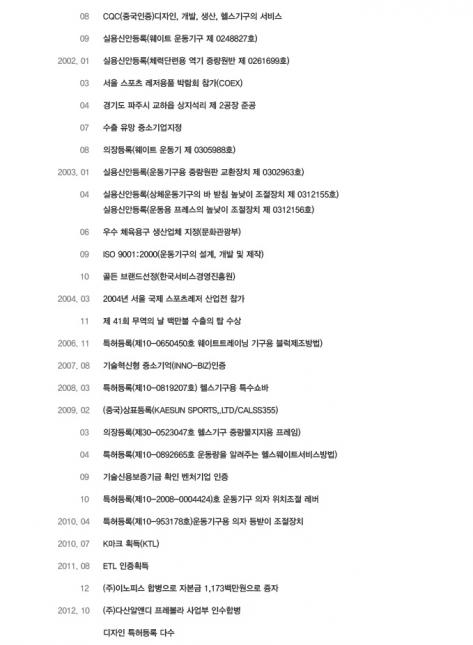 08 CQC(중국인증)디자인, 개발, 생산, 헬스기구의 서비스
09 실용신안등록(웨이트 운동기구 제 0248827호)
2002. 01 실용신안등록(체력단련용 역기 중량원반 제 0261699호)
03 서울 스포츠 레저용품 박람회 참가(COEX)
04 경기도 파주시 교하읍 상지석리 제 2공장 준공
07 수출 유망 중소기업지정
08 의장등록(웨이트 운동기 제 0305988호)
2003. 01 실용신안등록(운동기구용 중량원판 교환장치 제 0302963호)
04 실용신안등록(상체운동기구의 바 받침 높낮이 조절장치 제 0312155호)
실용신안등록(운동용 프레스의 높낮이 조절장치 제 0312156호)
06 우수 체육용구 생산업체 지정(문화관광부)
09 ISO 9001:2000(운동기구의 설계, 개발 및 제작)
10 골든 브랜드선정(한국서비스경영진흥원)
2004. 03 2004년 서울 국제 스포츠레저 산업전 참가
11 제 41회 무역의 날 백만불 수출의 탑 수상
2006. 11 특허등록(제10-0650450호 웨이트트레이닝 기구용 블럭제조방법)
2007. 08 기술혁신형 중소기억(INNO-BIZ)인증
2008. 03 특허등록(제10-0819207호) 헬스기구용 특수쇼바
2009. 02 (중국)상표등록(KAESUN SPORTS,.LTD/CALSS355)
03 의장등록(제30-0523047호 헬스기구 중량물지지용 프레임)
04 특허등록(제10-0892665호 운동량을 알려주는 헬스웨이트서비스방법)
09 기술신용보증기금 확인 벤처기업 인증
10 특허등록(제10-2008-0004424)호 운동기구 의자 위치조절 레버
2010. 04 특허등록(제10-953178호)운동기구용 의자 등받이 조절장치
2010. 07 K마크 획득(KTL)
2011. 08 ETL 인증획득
12 (주)이노피스 합병으로 자본금 1,173백만원으로 증자
2012. 10 (주)다산알앤디 프레볼라 사업부 인수합병
디자인 특허등록 다수